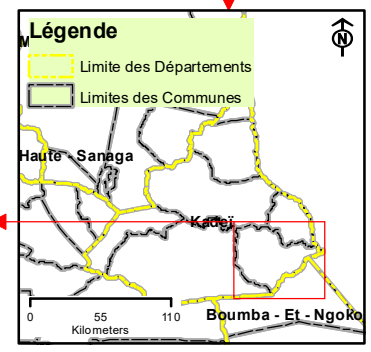 Légende
M
N
Limite des Départements
Limites des Communes
Haute - Sanaga
Kadeï
0 55 110
Kilometers
Boumba - Et - Ngoko